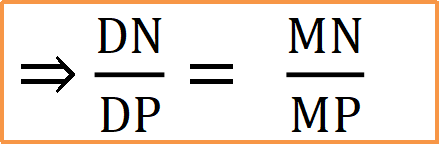 ⇒ DN/DP = MN/MP